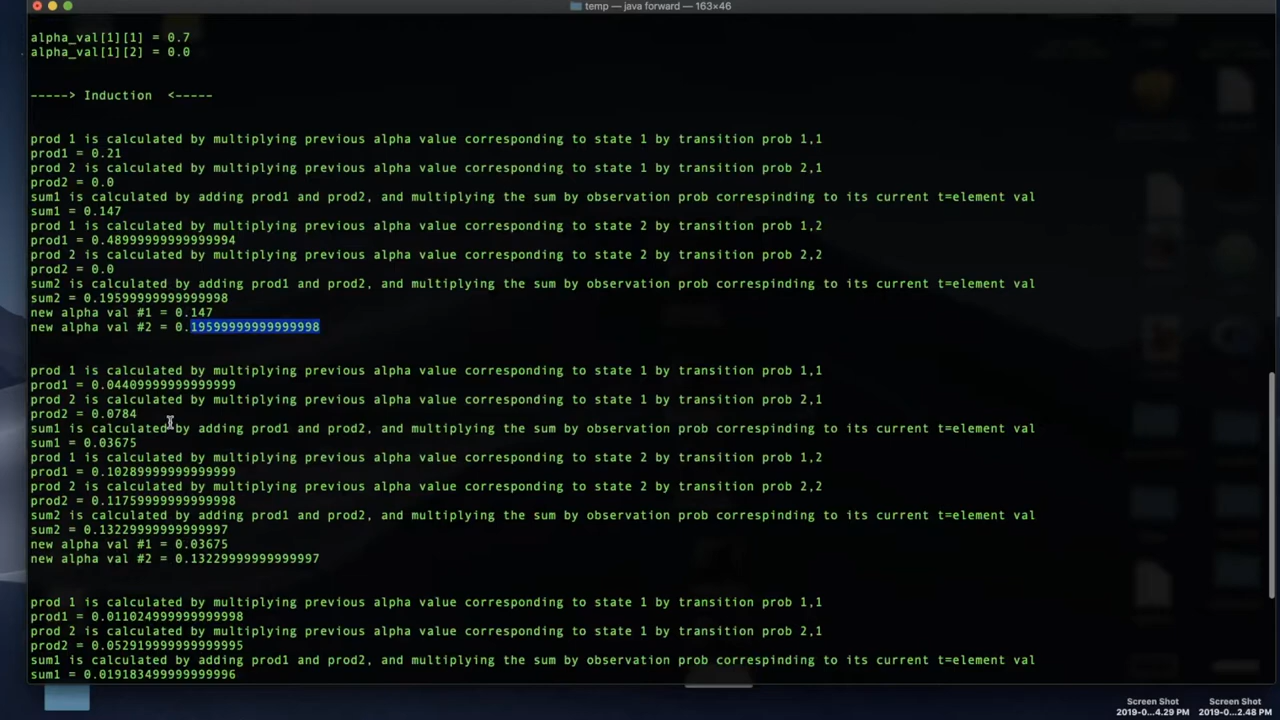 temp — java forward — 163×46
alpha_val[1][1] = 0.7
alpha_val[1][2] = 0.0
-----> Induction  <-----
prod 1 is calculated by multiplying previous alpha value corresponding to state 1 by transition prob 1,1
prod1 = 0.21
prod 2 is calculated by multiplying previous alpha value corresponding to state 1 by transition prob 2,1
prod2 = 0.0
sum1 is calculated by adding prod1 and prod2, and multiplying the sum by observation prob correspinding to its current t=element val
sum1 = 0.147
prod 1 is calculated by multiplying previous alpha value corresponding to state 2 by transition prob 1,2
prod1 = 0.48999999999999994
prod 2 is calculated by multiplying previous alpha value corresponding to state 2 by transition prob 2,2
prod2 = 0.0
sum2 is calculated by adding prod1 and prod2, and multiplying the sum by observation prob correspinding to its current t=element val
sum2 = 0.19599999999999998
new alpha val #1 = 0.147
new alpha val #2 = 0.19599999999999998
prod 1 is calculated by multiplying previous alpha value corresponding to state 1 by transition prob 1,1
prod1 = 0.04409999999999999
prod 2 is calculated by multiplying previous alpha value corresponding to state 1 by transition prob 2,1
prod2 = 0.0784
sum1 is calculated by adding prod1 and prod2, and multiplying the sum by observation prob correspinding to its current t=element val
sum1 = 0.03675
prod 1 is calculated by multiplying previous alpha value corresponding to state 2 by transition prob 1,2
prod1 = 0.10289999999999999
prod 2 is calculated by multiplying previous alpha value corresponding to state 2 by transition prob 2,2
prod2 = 0.11759999999999998
sum2 is calculated by adding prod1 and prod2, and multiplying the sum by observation prob correspinding to its current t=element val
sum2 = 0.13229999999999997
new alpha val #1 = 0.03675
new alpha val #2 = 0.13229999999999997
prod 1 is calculated by multiplying previous alpha value corresponding to state 1 by transition prob 1,1
prod1 = 0.011024999999999998
prod 2 is calculated by multiplying previous alpha value corresponding to state 1 by transition prob 2,1
prod2 = 0.052919999999999995
sum1 is calculated by adding prod1 and prod2, and multiplying the sum by observation prob correspinding to its current t=element val
sum1 = 0.019183499999999996
Screen Shot
2019-0...4.29 PM
Screen Shot
2019-0...2.48 PM